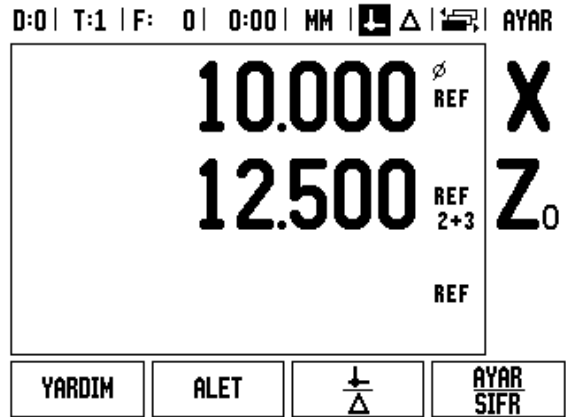 D:0 | T:1 | F: 0 | 0:00 | MM | Δ | AYAR
10.000 ø REF X
12.500 REF 2+3 Z0
REF
YARDIM ALET Δ AYAR SIFR